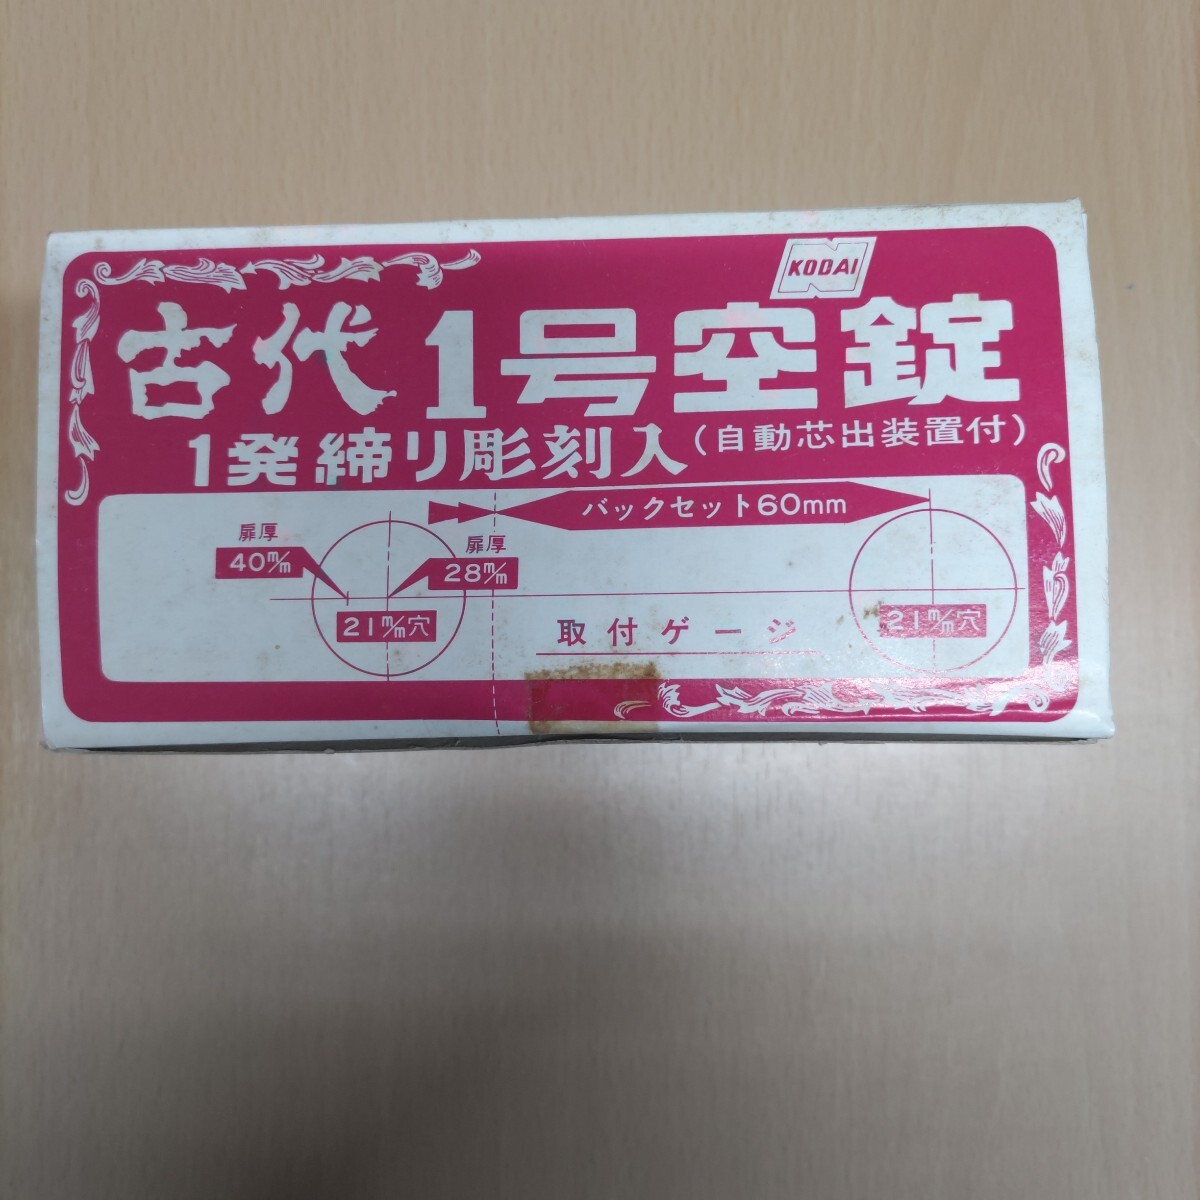 KODAI
古代1号空錠
1発締り彫刻入(自動芯出装置付)
バックセット60mm
扉厚
40m/m
扉厚
28m/m
21m/m穴
取付ゲージ
21m/m穴